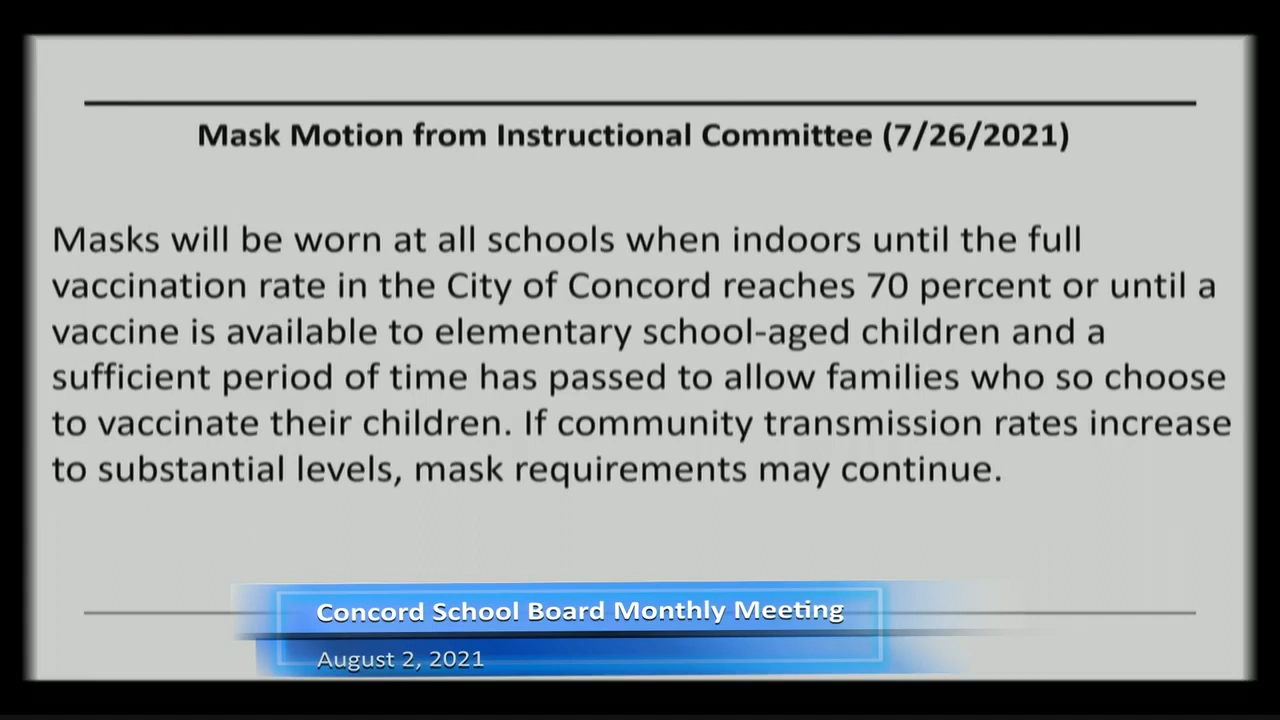 Mask Motion from Instructional Committee (7/26/2021)
Masks will be worn at all schools when indoors until the full
vaccination rate in the City of Concord reaches 70 percent or until a
vaccine is available to elementary school-aged children and a
sufficient period of time has passed to allow families who so choose
to vaccinate their children. If community transmission rates increase
to substantial levels, mask requirements may continue.
Concord School Board Monthly Meeting
August 2, 2021